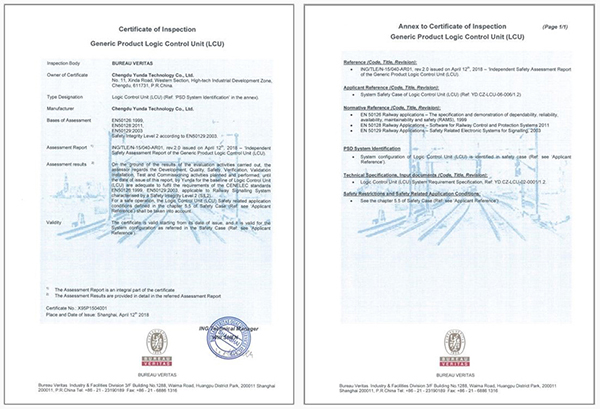 Certificate of Inspection
Generic Product Logic Control Unit (LCU)
Inspection Body BUREAU VERITAS
Owner of Certificate Chengdu Yunda Technology Co., Ltd.
No. 11, Xinda Road, Western Section, High-tech Industrial Development Zone,
Chengdu, 611731, P.R.China.
Type Designation Logic Control Unit (LCU) (Ref. 'PSD System Identification' in the annex)
Manufacturer Chengdu Yunda Technology Co., Ltd.
Bases of Assessment EN50126:1999,
EN50128:2011,
EN50129:2003
Safety Integrity Level 2 according to EN50129:2003
Assessment Report ING/TLE/N-15/040-AR01, rev.2.0 issued on April 12th, 2018 – 'Independent
Safety Assessment Report of the Generic Product Logic Control Unit (LCU).
Assessment results On the ground of the results of the evaluation activities carried out, the
assessor regards the Development, Quality, Safety, Verification, Validation
Installation, Test and Commissioning activities planned and performed, until
the date of issue of this report, by Yunga for the baseline of Logic Control Unit
(LCU) are adequate to fulfil the requirements of the CENELEC standards
EN50126:1999, EN50129:2003, applicable to Railway Signalling System
characterised by a Safety Integrity Level 2 (SIL2).
For a safe operation, the Logic Control Unit (LCU) Safety related application
conditions defined in the chapter 5.5 of Safety Case (Ref. see 'Applicant
Reference') shall be taken into account.
Validity The certificate is valid starting from its date of issue, and it is valid for the
System configuration as referred in the Safety Case (Ref. see 'Applicant
Reference').
The Assessment Report is an integral part of the certificate
The Assessment Results are provided in detail in the referred Assessment Report
Certificate No.: X95P1504001
Place and Date of Issue: Shanghai, April 12th 2018
ING Technical Manager
BUREAU
VERITAS
BUREAU VERITAS
Bureau Veritas Industry & Facilities Division 3/F Building No.1288, Waima Road, Huangpu District Park, 200011 Shanghai
200011, P.R.China Tel: +86 - 21 - 23190189 Fax: +86 - 21 - 6886 1316
Annex to Certificate of Inspection (Page 1/1)
Generic Product Logic Control Unit (LCU)
Reference (Code, Title, Revision):
• ING/TLE/N-15/040-AR01, rev.2.0 issued on April 12th, 2018 – 'Independent Safety Assessment Report
of the Generic Product Logic Control Unit (LCU).
Applicant Reference (Code, Title, Revision):
• System Safety Case of Logic Control Unit (LCU) (Ref. YD CZ-LCU-06-006/1.2)
Normative Reference (Code, Title, Revision):
• EN 50126 Railway applications – The specification and demonstration of dependability, reliability,
availability, maintainability and safety (RAMS), 1999
• EN 50128 Railway Applications – Software for Railway Control and Protection Systems 2011
• EN 50129 Railway Applications – Safety Related Electronic Systems for Signalling, 2003
PSD System Identification
• System configuration of Logic Control Unit (LCU) is identified in safety case (Ref. see 'Applicant
Reference').
Technical Specifications, Input documents (Code, Title, Revision):
• Logic Control Unit (LCU) System Requirement Specification, Ref. YD.CZ-LCU-02-0001/1.2
Safety Restrictions and Safety Related Application Conditions:
• See the chapter 5.5 of Safety Case (Ref. see 'Applicant Reference').
BUREAU
VERITAS
BUREAU VERITAS
Bureau Veritas, Industry & Facilities Division 3/F Building No.1288, Waima Road, Huangpu District Park, Shanghai
200011, P.R.China Tel: +86 - 21 - 23190189 Fax: +86 - 21 - 6886 1316